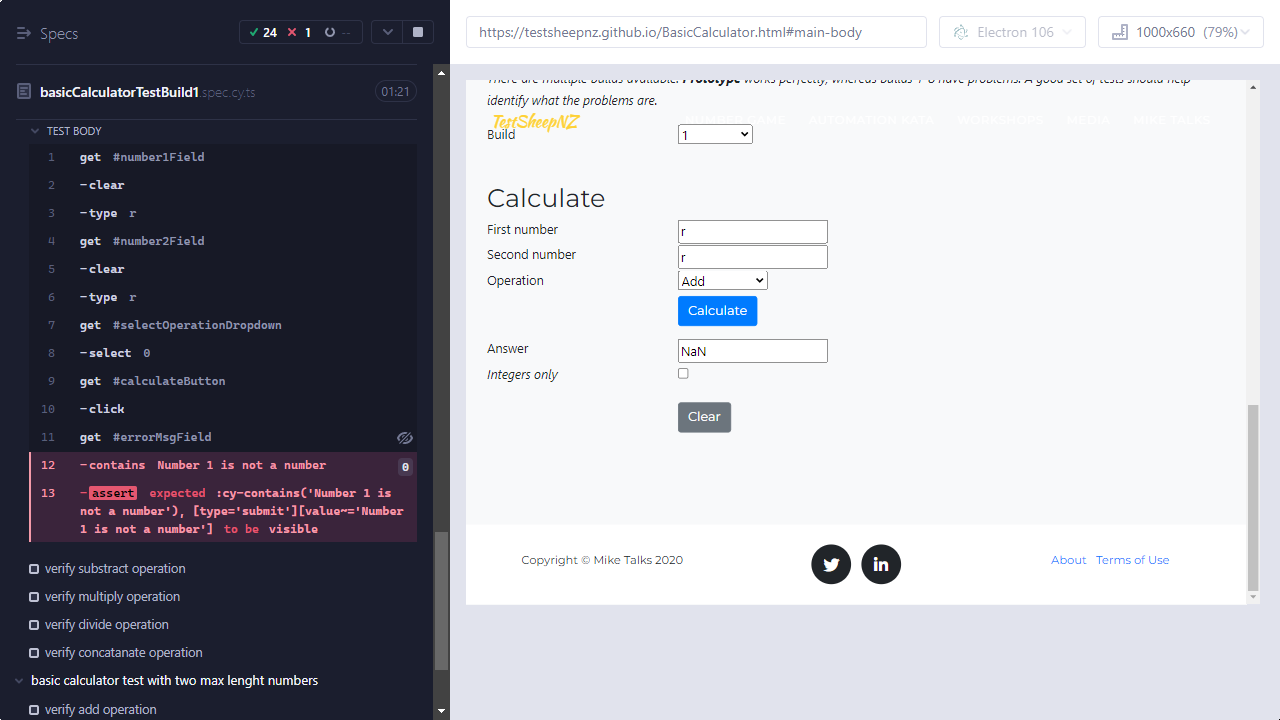 Specs
24
1
--
https://testsheepnz.github.io/BasicCalculator.html#main-body
Electron 106
1000x660 (79%)
basicCalculatorTestBuild1.spec.cy.ts
01:21
TEST BODY
1 get #number1Field
2 -clear
3 -type r
4 get #number2Field
5 -clear
6 -type r
7 get #selectOperationDropdown
8 -select 0
9 get #calculateButton
10 -click
11 get #errorMsgField
12 -contains Number 1 is not a number 0
13 -assert expected :cy-contains('Number 1 is
not a number'), [type='submit'][value~='Number
1 is not a number'] to be visible
verify substract operation
verify multiply operation
verify divide operation
verify concatanate operation
basic calculator test with two max lenght numbers
verify add operation
There are multiple builds available. Prototype works perfectly, whereas builds 1-8 have problems. A good set of tests should help
identify what the problems are.
TestSheepNZ
AUTOMATION KATA WORKSHOPS MEDIA MIKE TALKS
Build 1
Calculate
First number r
Second number r
Operation Add
Calculate
Answer NaN
Integers only
Clear
Copyright © Mike Talks 2020
About Terms of Use